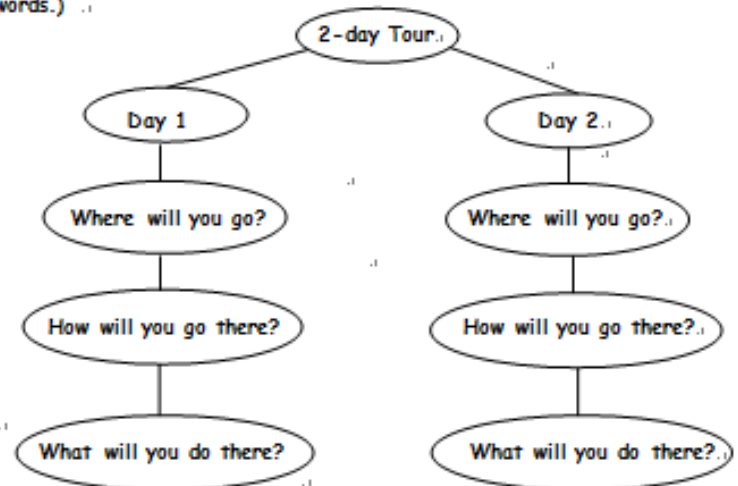 words.)
2-day Tour
Day 1
Day 2
Where will you go?
Where will you go?
How will you go there?
How will you go there?
What will you do there?
What will you do there?